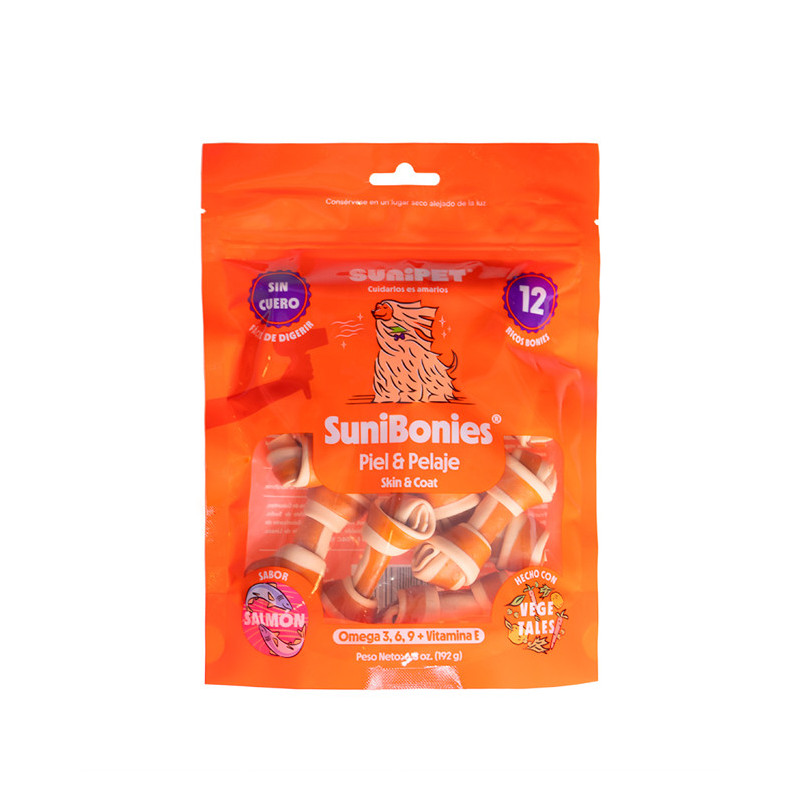 Consérvese en un lugar seco alejado de la luz
SUNIPET
Cuidarlos es amarlos
SIN
CUERO
FÁCIL DE DIGERIR
12
RICOS BONIES
SuniBonies®
Piel & Pelaje
Skin & Coat
SABOR
SALMÓN
HECHO CON
VEGE
TALES
Omega 3, 6, 9 + Vitamina E
Peso Neto: oz. (192 g)